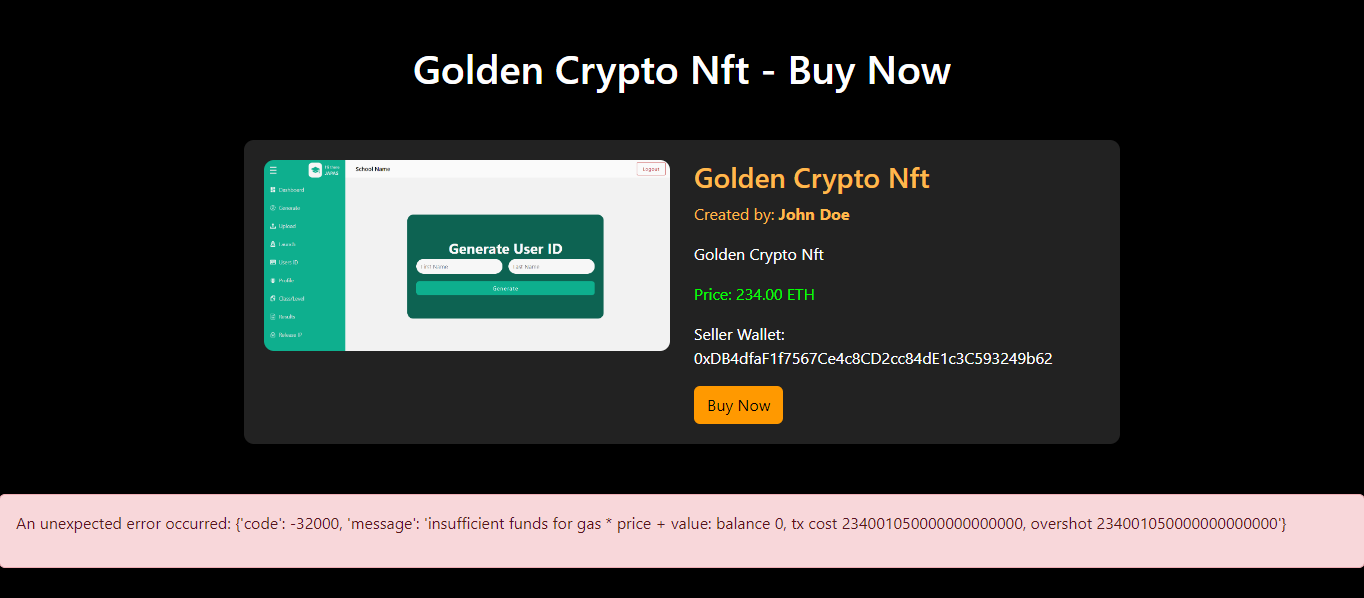 Golden Crypto Nft - Buy Now
School Name
Logout
Dashboard
Generate
Upload
Launch
Users ID
Profile
Class/Level
Results
Generate User ID
First Name
Last Name
Generate
Golden Crypto Nft
Created by: John Doe
Golden Crypto Nft
Price: 234.00 ETH
Seller Wallet:
0xDB4dfaF1f7567Ce4c8CD2cc84dE1c3C593249b62
Buy Now
An unexpected error occurred: {'code': -32000, 'message': 'insufficient funds for gas * price + value: balance 0, tx cost 234001050000000000000, overshot 234001050000000000000'}